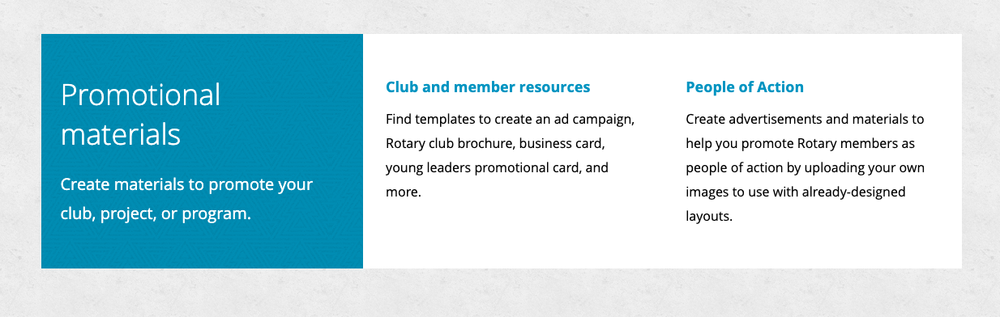 Promotional
materials
Create materials to promote your
club, project, or program.
Club and member resources
Find templates to create an ad campaign,
Rotary club brochure, business card,
young leaders promotional card, and
more.
People of Action
Create advertisements and materials to
help you promote Rotary members as
people of action by uploading your own
images to use with already-designed
layouts.